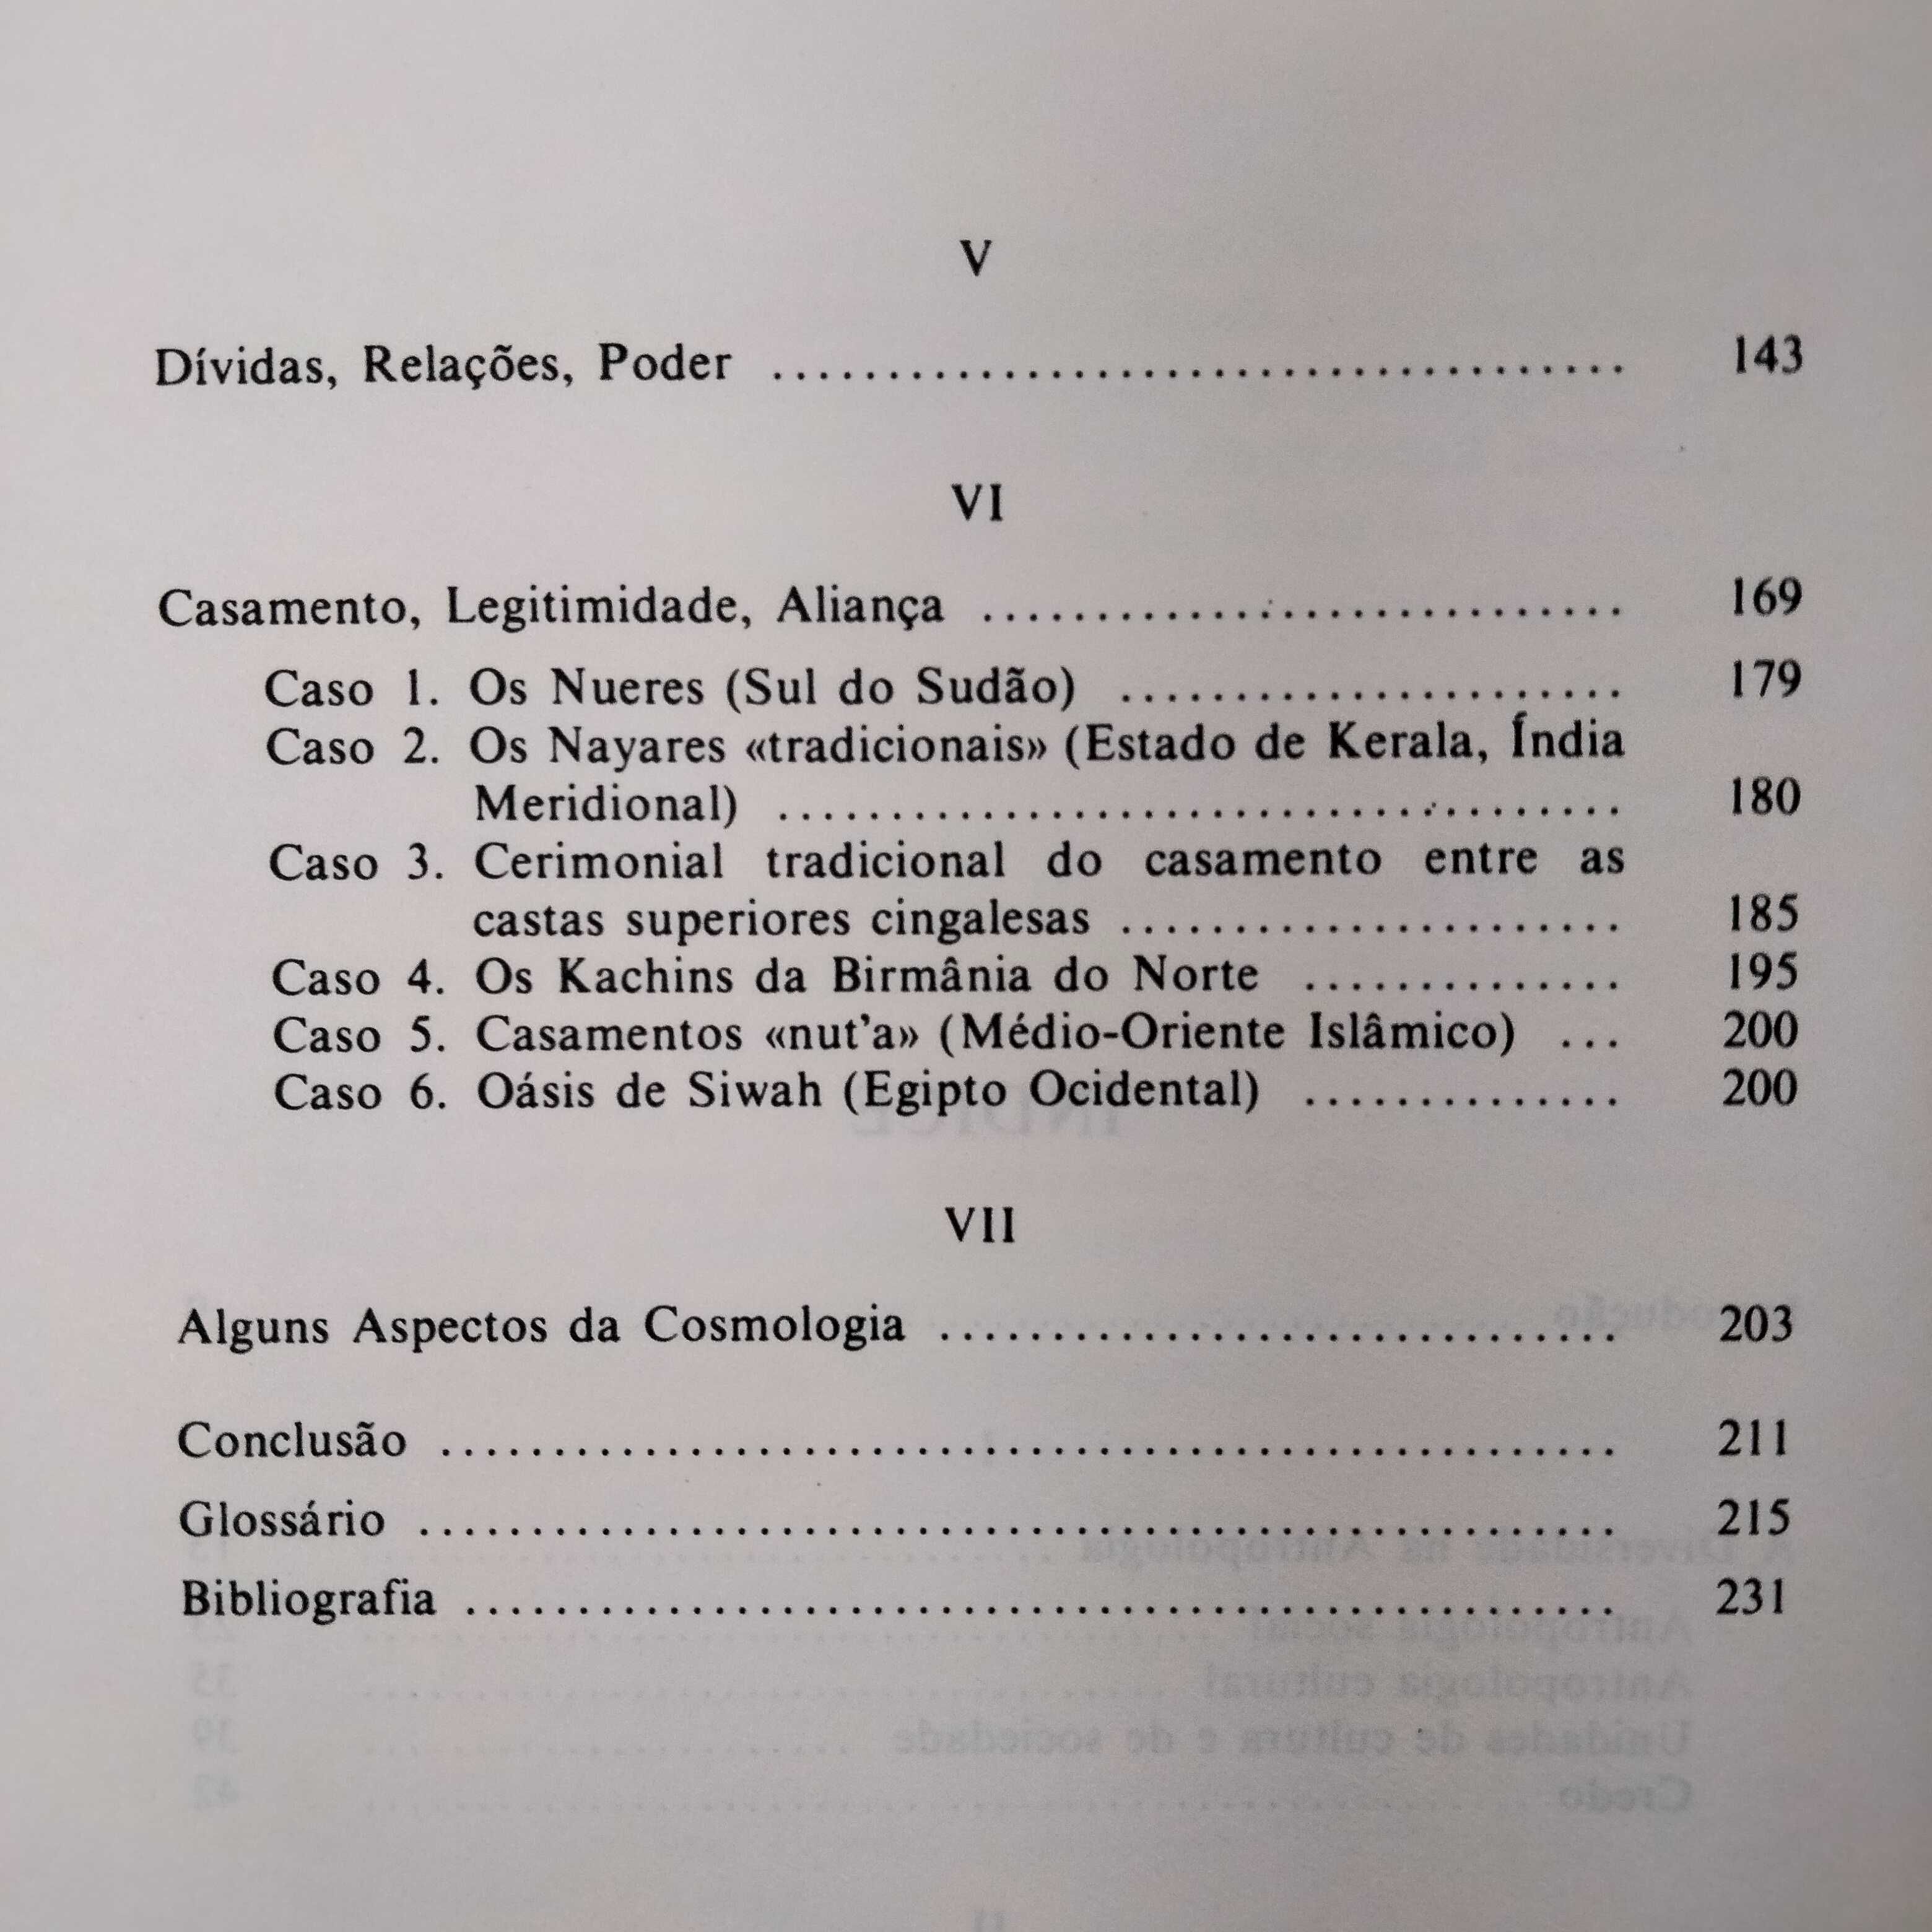 V
Dívidas, Relações, Poder ..................................... 143
VI
Casamento, Legitimidade, Aliança ............................ 169
Caso 1. Os Nueres (Sul do Sudão) ...................... 179
Caso 2. Os Nayares «tradicionais» (Estado de Kerala, Índia
Meridional) ..................................... 180
Caso 3. Cerimonial tradicional do casamento entre as
castas superiores cingalesas ...................... 185
Caso 4. Os Kachins da Birmânia do Norte .............. 195
Caso 5. Casamentos «nut’a» (Médio-Oriente Islâmico) ... 200
Caso 6. Oásis de Siwah (Egipto Ocidental) .............. 200
VII
Alguns Aspectos da Cosmologia .............................. 203
Conclusão .................................................... 211
Glossário ..................................................... 215
Bibliografia ................................................... 231